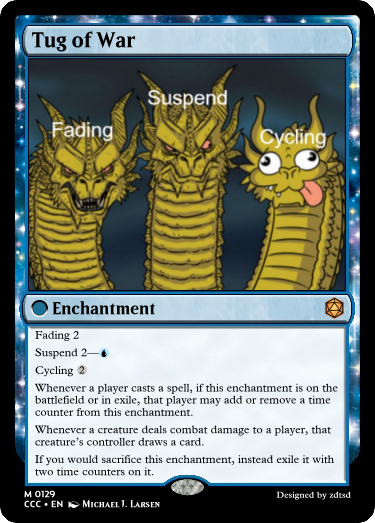 Tug of War
Suspend
Fading
Cycling
Enchantment
Fading 2
Suspend 2—
Cycling 2
Whenever a player casts a spell, if this enchantment is on the
battlefield or in exile, that player may add or remove a time
counter from this enchantment.
Whenever a creature deals combat damage to a player, that
creature's controller draws a card.
If you would sacrifice this enchantment, instead exile it with
two time counters on it.
M 0129
CCC • EN MICHAEL J. LARSEN
Designed by zdtsd